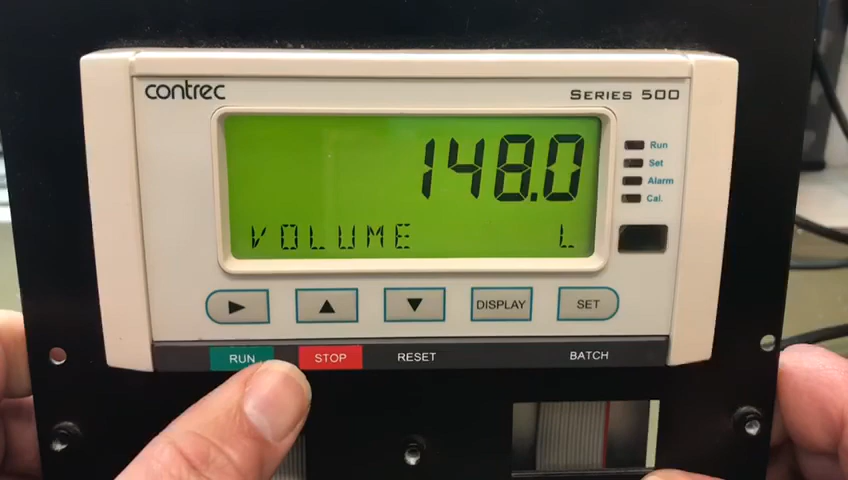 contrec
SERIES 500
148.0
VOLUME L
Run
Set
Alarm
Cal.
DISPLAY
SET
RUN
STOP
RESET
BATCH